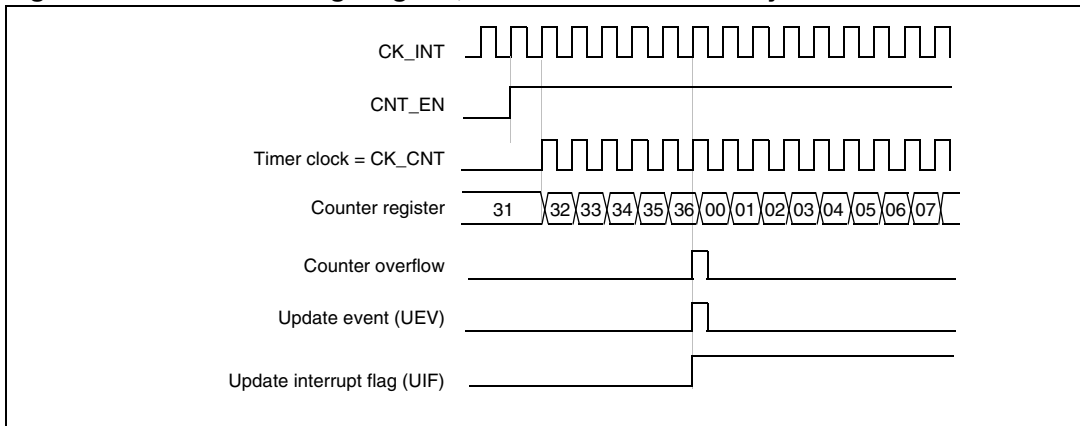 CK_INT
CNT_EN
Timer clock = CK_CNT
Counter register
31 32 33 34 35 36 00 01 02 03 04 05 06 07
Counter overflow
Update event (UEV)
Update interrupt flag (UIF)